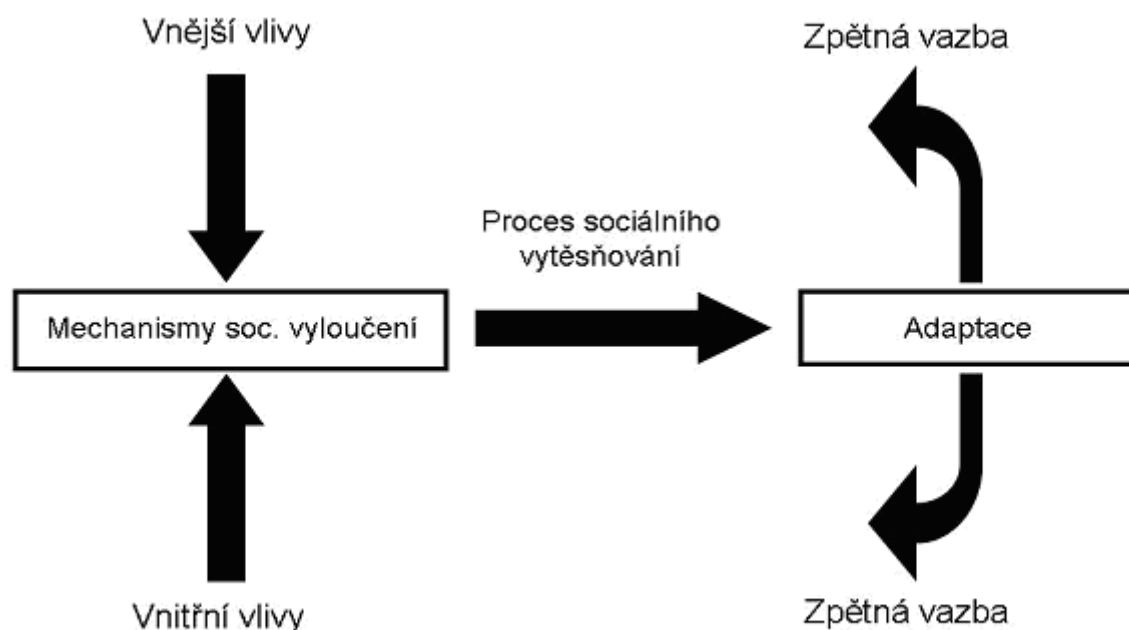 Vnější vlivy
Zpětná vazba
Proces sociálního
vytěsňování
Mechanismy soc. vyloučení
Adaptace
Vnitřní vlivy
Zpětná vazba